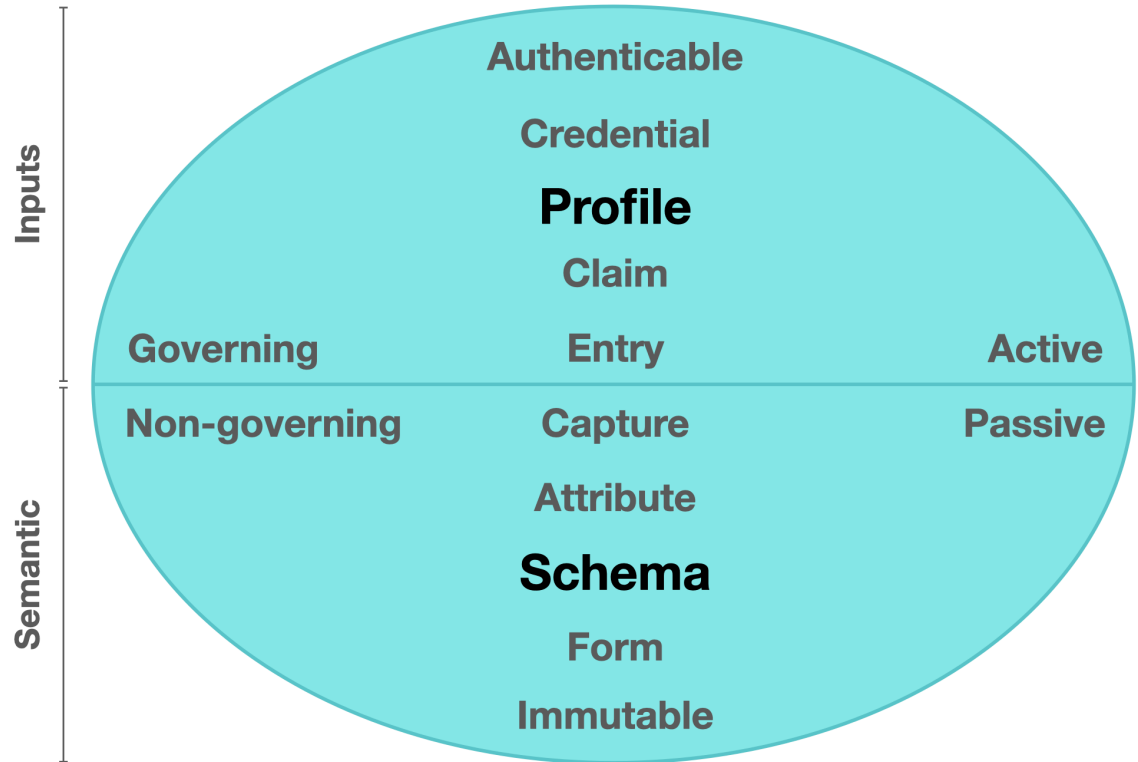 Inputs
Authenticable
Credential
Profile
Claim
Governing Entry Active
Semantic
Non-governing Capture Passive
Attribute
Schema
Form
Immutable